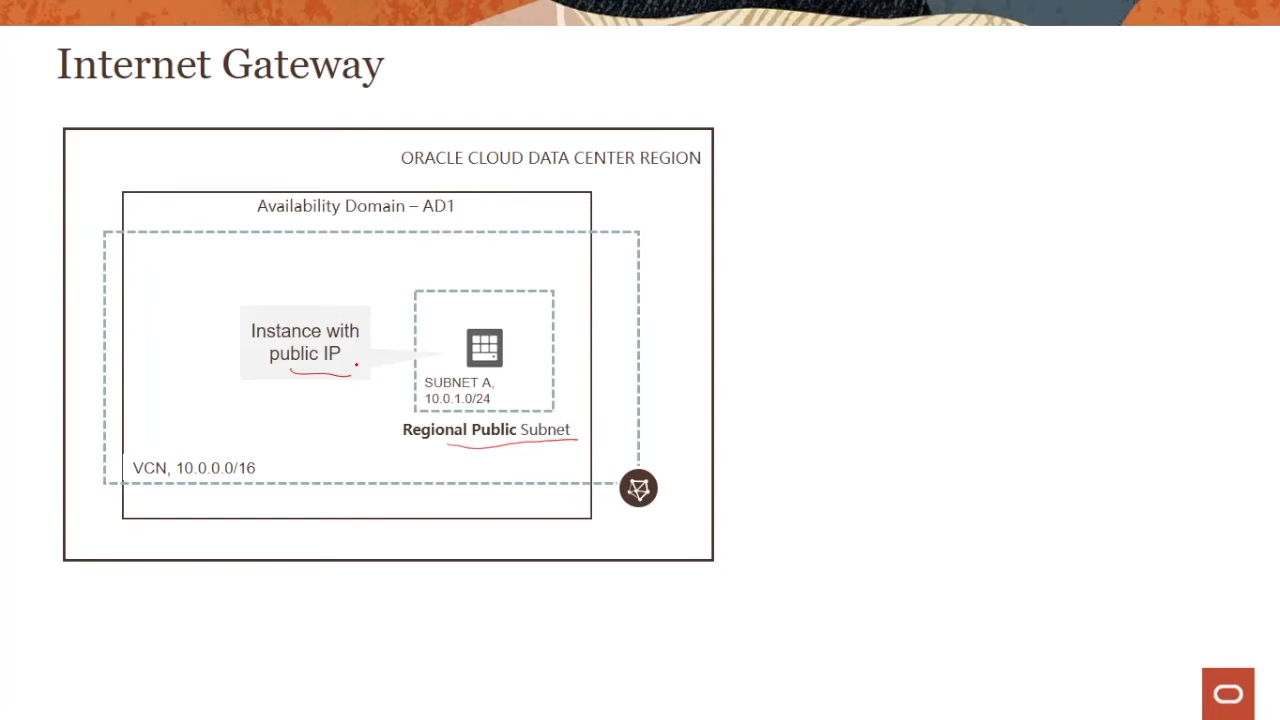 Internet Gateway
ORACLE CLOUD DATA CENTER REGION
Availability Domain – AD1
Instance with
public IP
SUBNET A,
10.0.1.0/24
Regional Public Subnet
VCN, 10.0.0.0/16